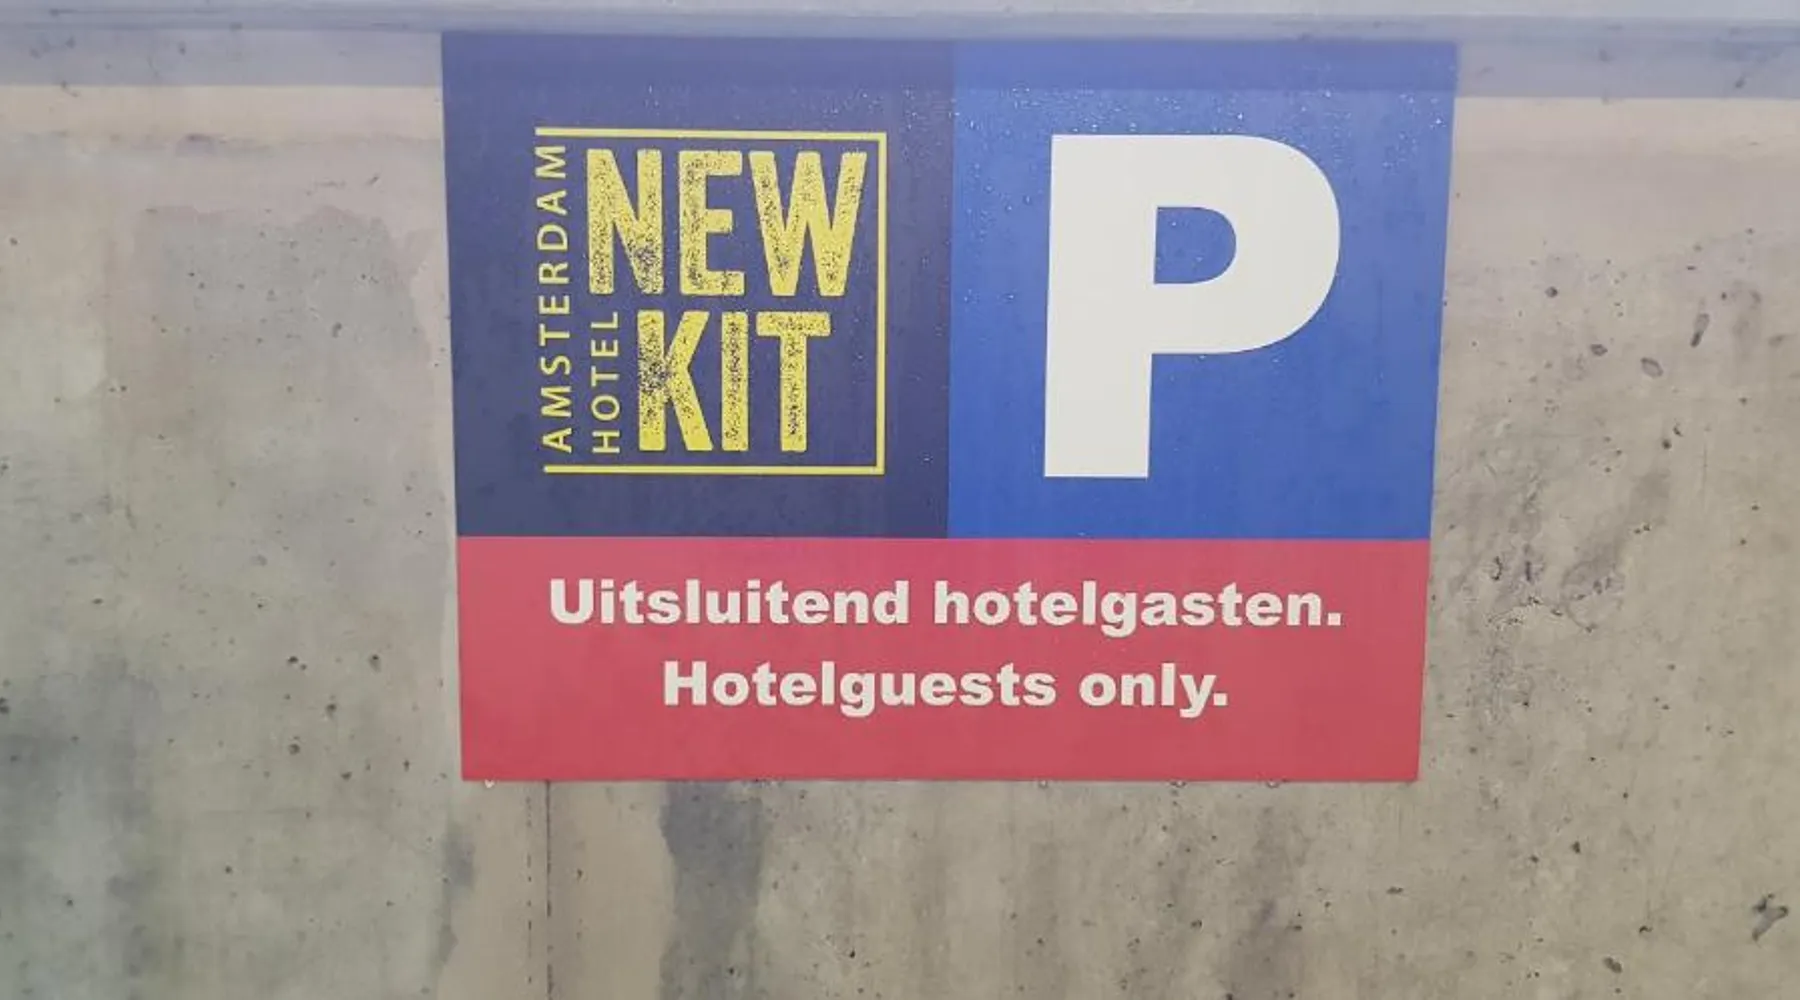 AMSTERDAM
HOTEL
NEW
KIT
P
Uitsluitend hotelgasten.
Hotelguests only.